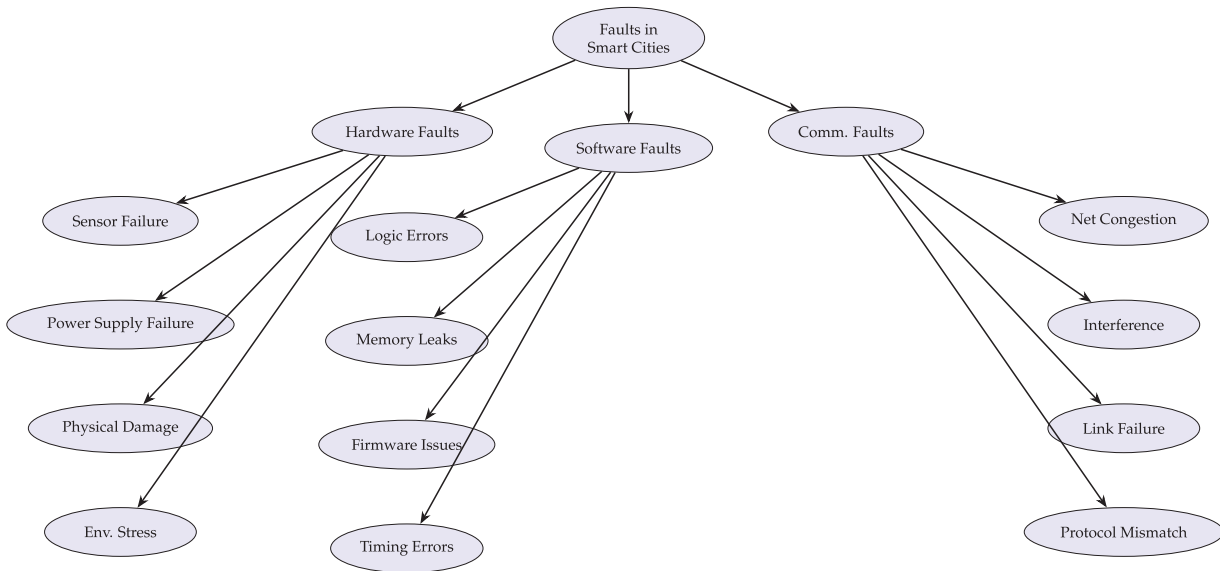 Faults in
Smart Cities
Hardware Faults
Software Faults
Comm. Faults
Sensor Failure
Logic Errors
Net Congestion
Power Supply Failure
Memory Leaks
Interference
Physical Damage
Firmware Issues
Link Failure
Env. Stress
Timing Errors
Protocol Mismatch